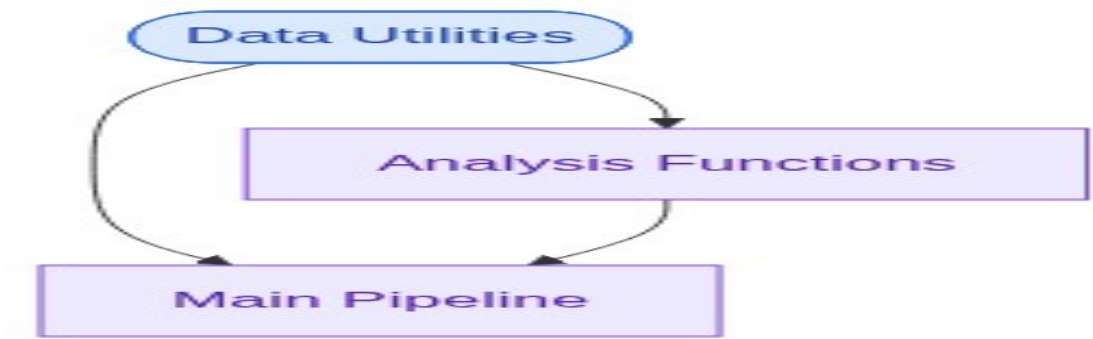 Data Utilities
Analysis Functions
Main Pipeline